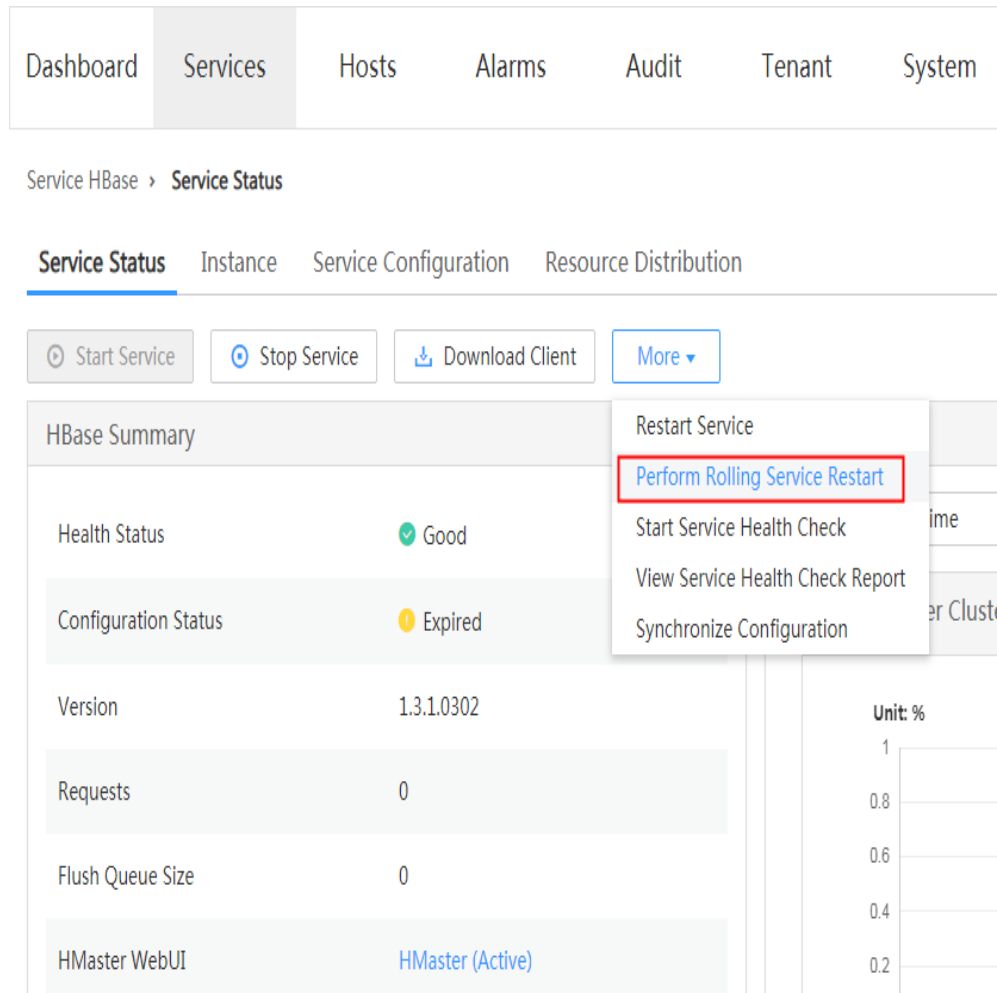 Dashboard Services Hosts Alarms Audit Tenant System
Service HBase › Service Status
Service Status Instance Service Configuration Resource Distribution
Start Service Stop Service Download Client More
HBase Summary
Restart Service
Perform Rolling Service Restart
Start Service Health Check
View Service Health Check Report
Synchronize Configuration
Health Status Good
Configuration Status Expired
Version 1.3.1.0302
Requests 0
Flush Queue Size 0
HMaster WebUI HMaster (Active)
Unit: %
1
0.8
0.6
0.4
0.2